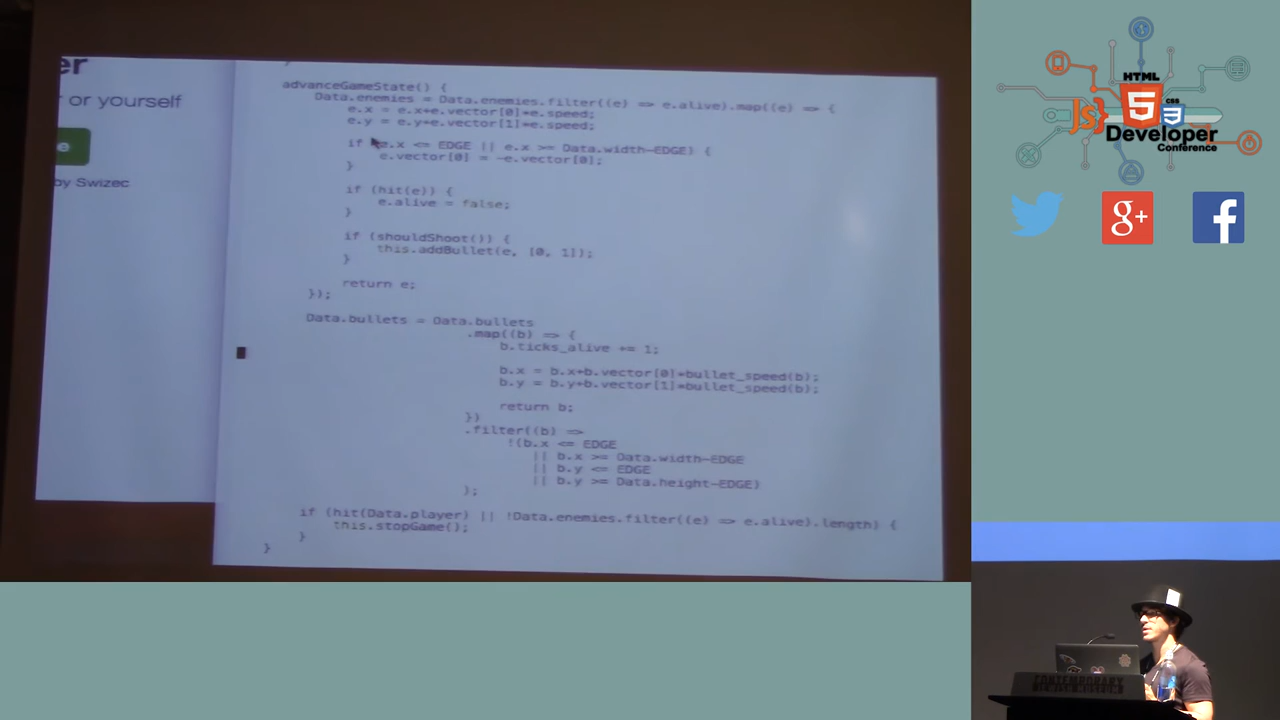 er
r or yourself
e
by Swizec
advanceGameState() {
Data.enemies = Data.enemies.filter((e) => e.alive).map((e) => {
e.x = e.x+e.vector[0]*e.speed;
e.y = e.y+e.vector[1]*e.speed;
if (e.x <= EDGE || e.x >= Data.width-EDGE) {
e.vector[0] = -e.vector[0];
}
if (hit(e)) {
e.alive = false;
}
if (shouldShoot()) {
this.addBullet(e, [0, 1]);
}
return e;
});
Data.bullets = Data.bullets
.map((b) => {
b.ticks_alive += 1;
b.x = b.x+b.vector[0]*bullet_speed(b);
b.y = b.y+b.vector[1]*bullet_speed(b);
return b;
})
.filter((b) =>
!(b.x <= EDGE
|| b.x >= Data.width-EDGE
|| b.y <= EDGE
|| b.y >= Data.height-EDGE)
);
if (hit(Data.player) || !Data.enemies.filter((e) => e.alive).length) {
this.stopGame();
}
}
HTML
JS}
5
css
3
Developer
Conference
g+
f
CONTEMPORARY
JEWISH MUSEUM